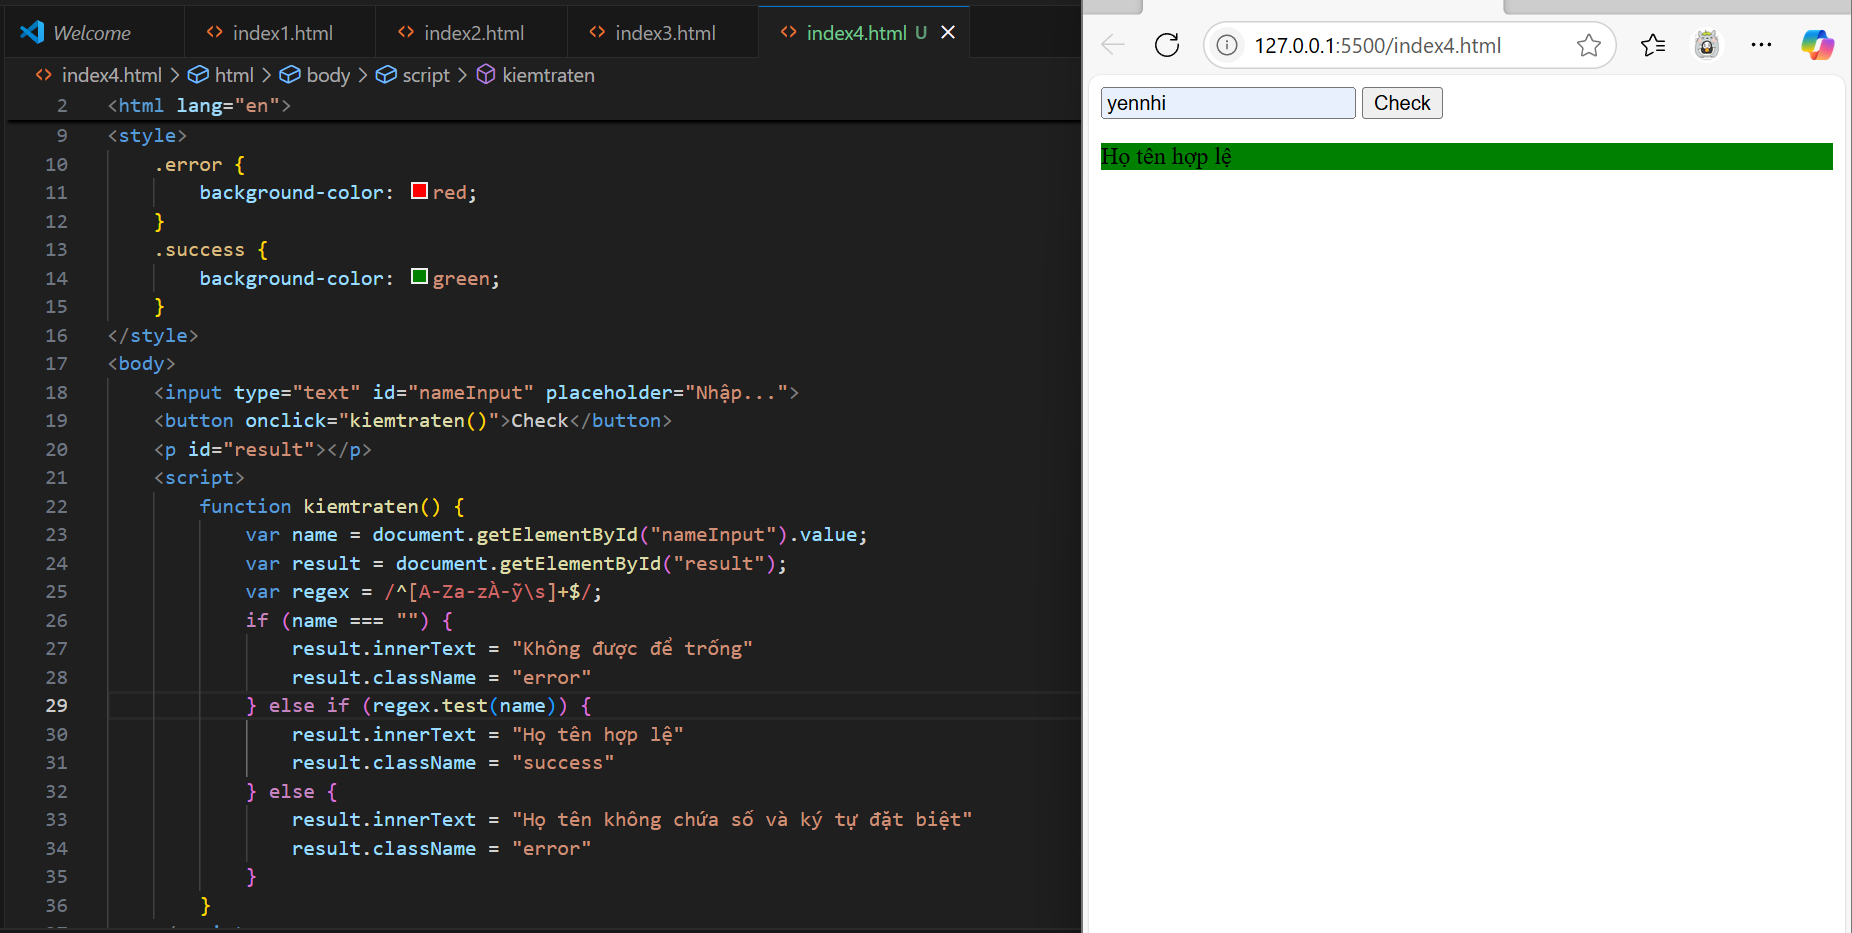 Welcome
index1.html
index2.html
index3.html
index4.html U
index4.html > html > body > script > kiemtraten
2 <html lang="en">
9 <style>
10 .error {
11 background-color: red;
12 }
13 .success {
14 background-color: green;
15 }
16 </style>
17 <body>
18 <input type="text" id="nameInput" placeholder="Nhập...">
19 <button onclick="kiemtraten()">Check</button>
20 <p id="result"></p>
21 <script>
22 function kiemtraten() {
23 var name = document.getElementById("nameInput").value;
24 var result = document.getElementById("result");
25 var regex = /^[A-Za-zÀ-ỹ\s]+$/;
26 if (name === "") {
27 result.innerText = "Không được để trống"
28 result.className = "error"
29 } else if (regex.test(name)) {
30 result.innerText = "Họ tên hợp lệ"
31 result.className = "success"
32 } else {
33 result.innerText = "Họ tên không chứa số và ký tự đặt biệt"
34 result.className = "error"
35 }
36 }
127.0.0.1:5500/index4.html
yennhi
Check
Họ tên hợp lệ